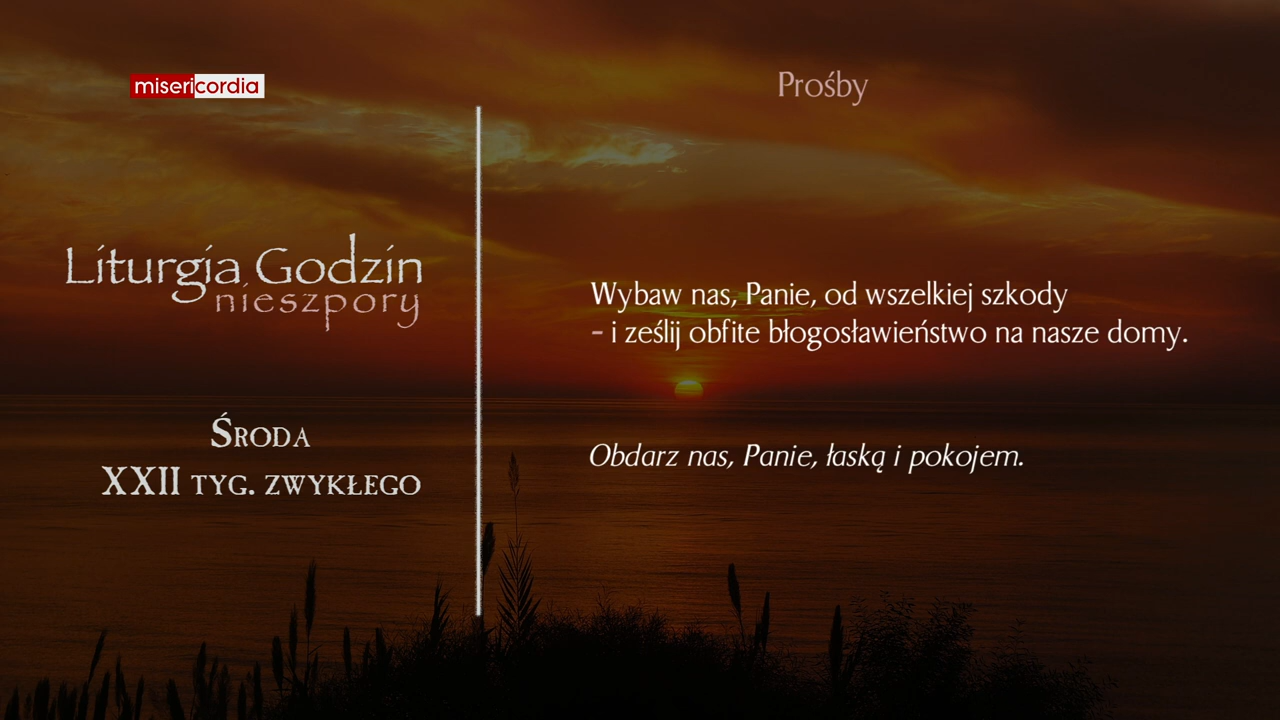 misericordia
Prośby
Liturgia Godzin
nieszpory
Środa
XXII tyg. zwykłego
Wybaw nas, Panie, od wszelkiej szkody
- i ześlij obfite błogosławieństwo na nasze domy.
Obdarz nas, Panie, łaską i pokojem.